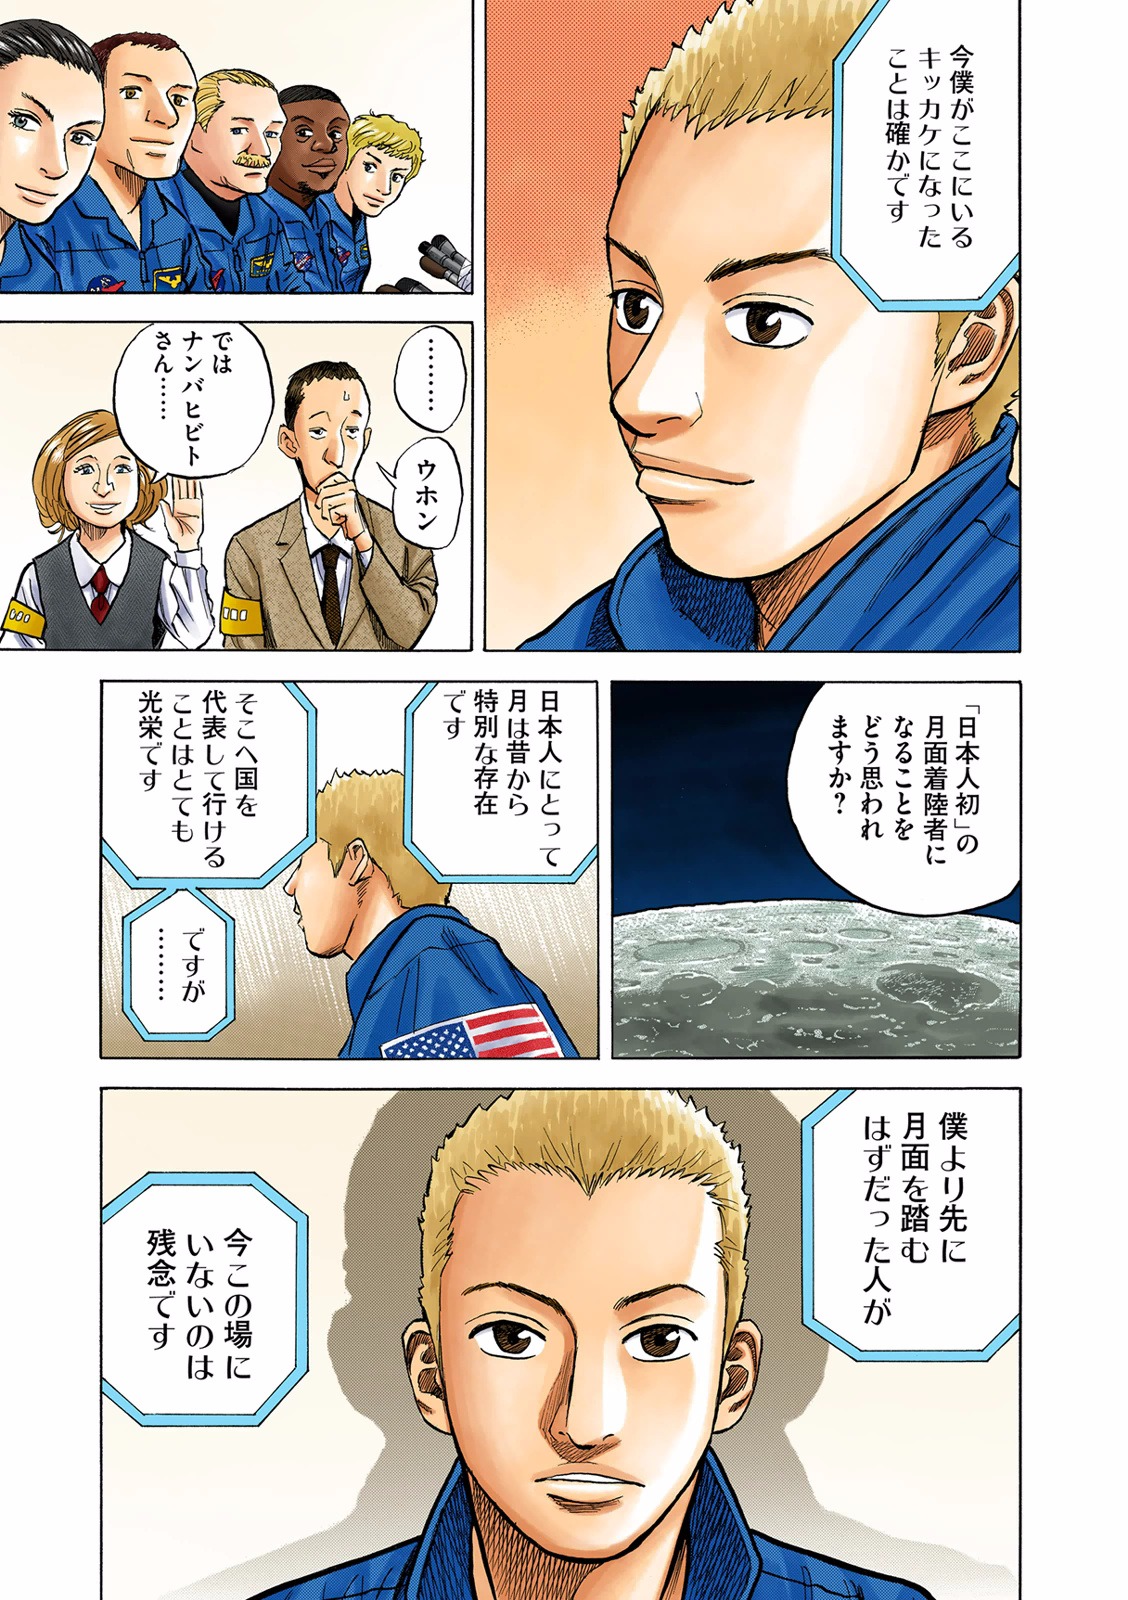 今僕がここにいる
キッカケになった
ことは確かです
………
ウホン
では
ナンバヒビト
さん……
「日本人初」の
月面着陸者に
なることを
どう思われ
ますか?
日本人にとって
月は昔から
特別な存在
です
そこへ国を
代表して行ける
ことはとても
光栄です
ですが
………
僕より先に
月面を踏む
はずだった人が
今この場に
いないのは
残念です